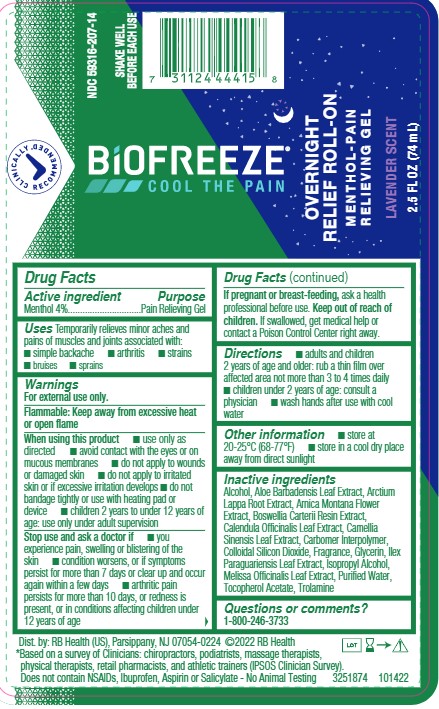 NDC 59316-207-14
SHAKE WELL
BEFORE EACH USE
7 31124 44415 8
CLINICALLY RECOMMENDED*
BiOFREEZE®
COOL THE PAIN
OVERNIGHT
RELIEF ROLL-ON
MENTHOL-PAIN
RELIEVING GEL
LAVENDER SCENT
2.5 FL OZ (74 mL)
Drug Facts
Active ingredient Purpose
Menthol 4%..............................Pain Relieving Gel
Uses Temporarily relieves minor aches and
pains of muscles and joints associated with:
■ simple backache ■ arthritis ■ strains
■ bruises ■ sprains
Warnings
For external use only.
Flammable: Keep away from excessive heat
or open flame
When using this product ■ use only as
directed ■ avoid contact with the eyes or on
mucous membranes ■ do not apply to wounds
or damaged skin ■ do not apply to irritated
skin or if excessive irritation develops ■ do not
bandage tightly or use with heating pad or
device ■ children 2 years to under 12 years of
age: use only under adult supervision
Stop use and ask a doctor if ■ you
experience pain, swelling or blistering of the
skin ■ condition worsens, or if symptoms
persist for more than 7 days or clear up and occur
again within a few days ■ arthritic pain
persists for more than 10 days, or redness is
present, or in conditions affecting children under
12 years of age
Drug Facts (continued)
If pregnant or breast-feeding, ask a health
professional before use. Keep out of reach of
children. If swallowed, get medical help or
contact a Poison Control Center right away.
Directions ■ adults and children
2 years of age and older: rub a thin film over
affected area not more than 3 to 4 times daily
■ children under 2 years of age: consult a
physician ■ wash hands after use with cool
water
Other information ■ store at
20-25°C (68-77°F) ■ store in a cool dry place
away from direct sunlight
Inactive ingredients
Alcohol, Aloe Barbadensis Leaf Extract, Arctium
Lappa Root Extract, Arnica Montana Flower
Extract, Boswellia Carterii Resin Extract,
Calendula Officinalis Leaf Extract, Camellia
Sinensis Leaf Extract, Carbomer Interpolymer,
Colloidal Silicon Dioxide, Fragrance, Glycerin, Ilex
Paraguariensis Leaf Extract, Isopropyl Alcohol,
Melissa Officinalis Leaf Extract, Purified Water,
Tocopherol Acetate, Trolamine
Questions or comments?
1-800-246-3733
Dist. by: RB Health (US), Parsippany, NJ 07054-0224 ©2022 RB Health
LOT
*Based on a survey of Clinicians: chiropractors, podiatrists, massage therapists,
physical therapists, retail pharmacists, and athletic trainers (IPSOS Clinician Survey).
Does not contain NSAIDs, Ibuprofen, Aspirin or Salicylate - No Animal Testing 3251874 101422